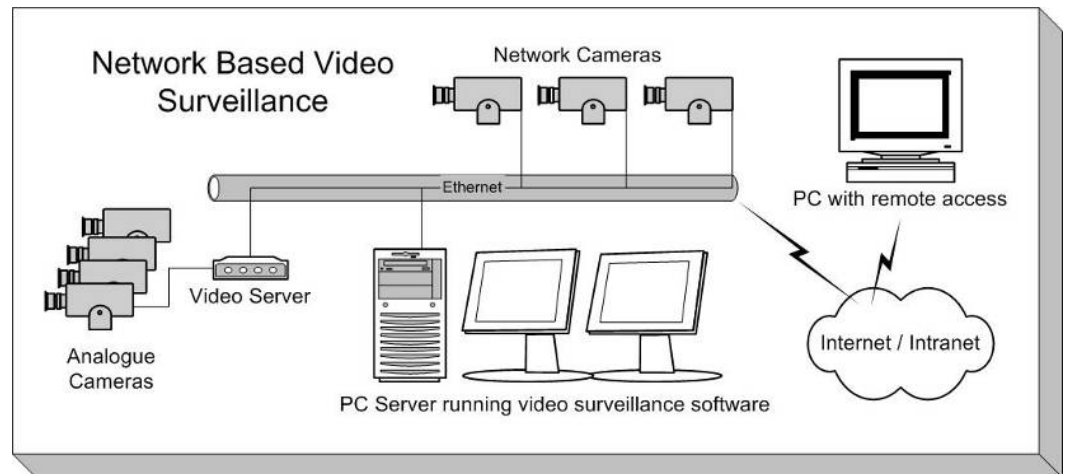 Network Based Video
Surveillance
Network Cameras
Ethernet
PC with remote access
Video Server
Analogue
Cameras
Internet / Intranet
PC Server running video surveillance software